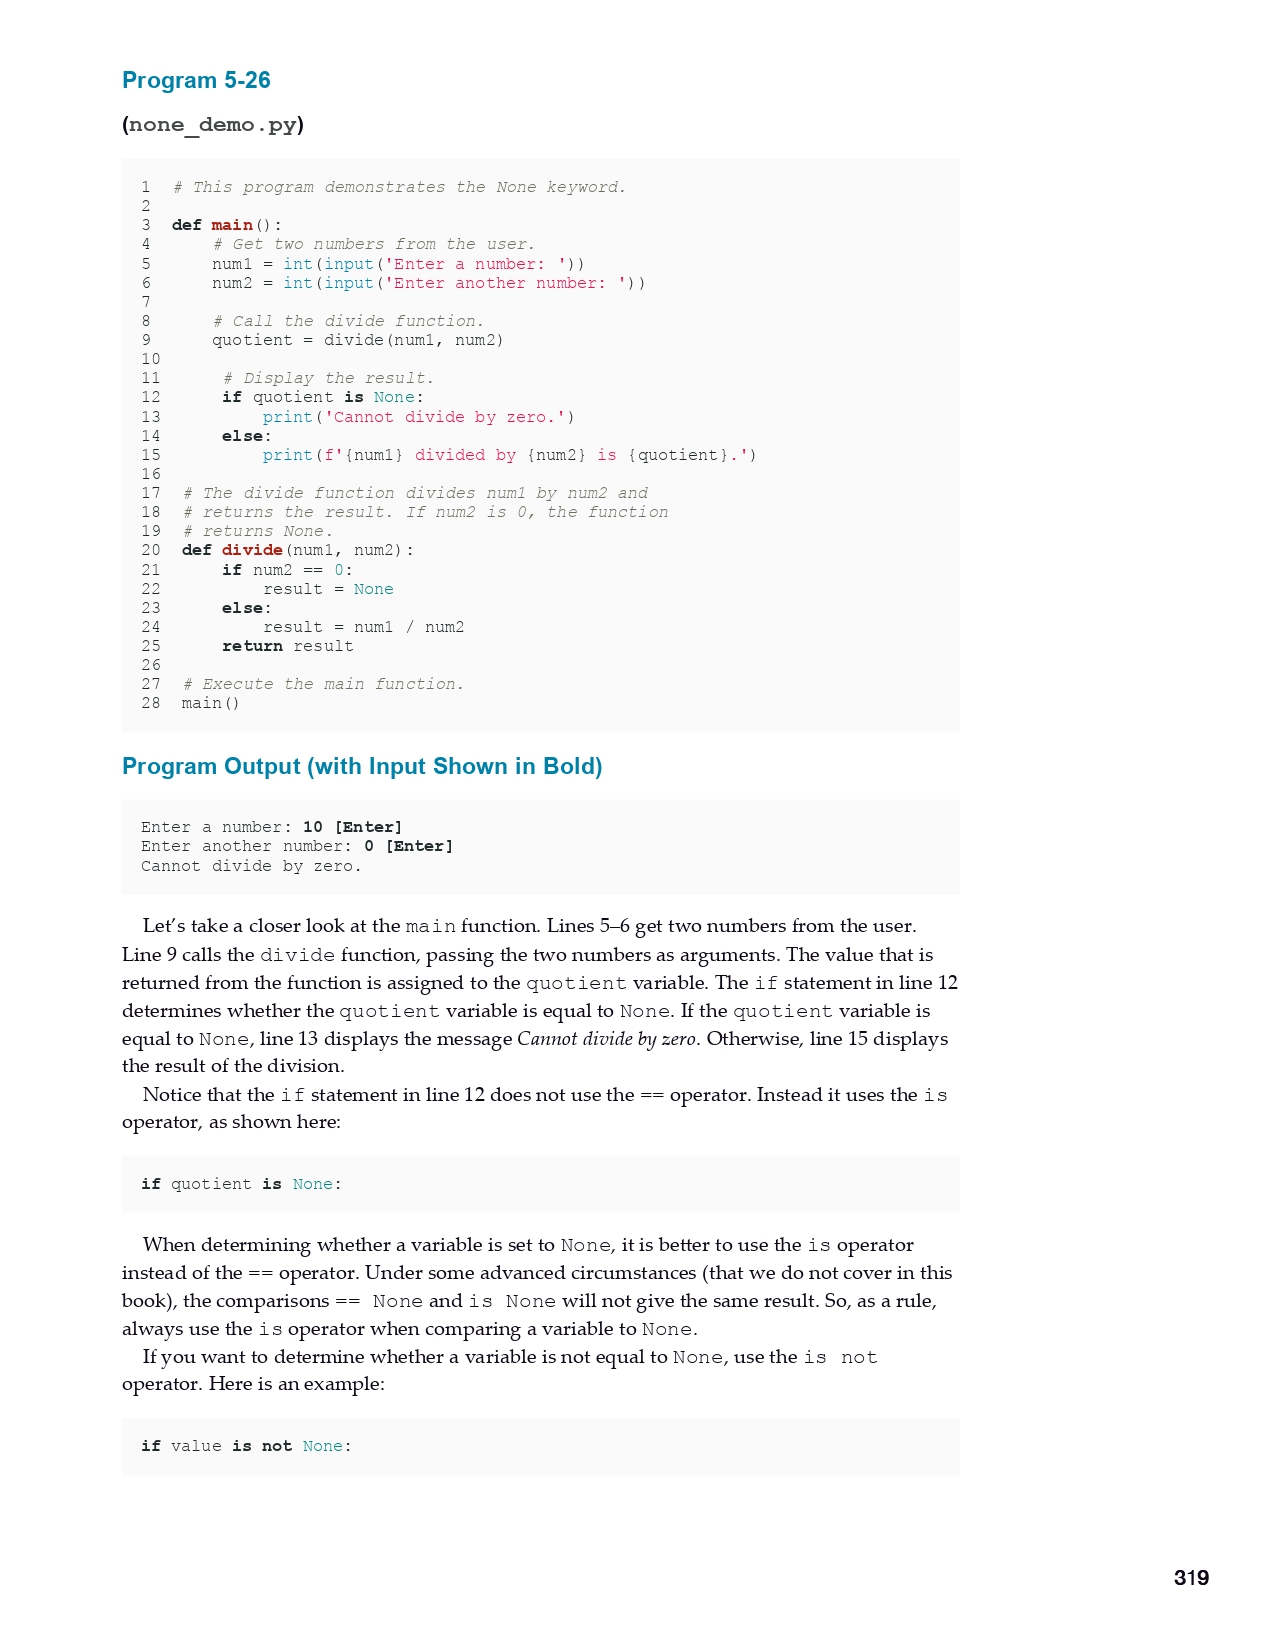 Program 5-26
(none_demo.py)
1  # This program demonstrates the None keyword.
2
3  def main():
4      # Get two numbers from the user.
5      num1 = int(input('Enter a number: '))
6      num2 = int(input('Enter another number: '))
7
8      # Call the divide function.
9      quotient = divide(num1, num2)
10
11      # Display the result.
12      if quotient is None:
13          print('Cannot divide by zero.')
14      else:
15          print(f'{num1} divided by {num2} is {quotient}.')
16
17  # The divide function divides num1 by num2 and
18  # returns the result. If num2 is 0, the function
19  # returns None.
20  def divide(num1, num2):
21      if num2 == 0:
22          result = None
23      else:
24          result = num1 / num2
25      return result
26
27  # Execute the main function.
28  main()
Program Output (with Input Shown in Bold)
Enter a number: 10 [Enter]
Enter another number: 0 [Enter]
Cannot divide by zero.
Let’s take a closer look at the main function. Lines 5–6 get two numbers from the user.
Line 9 calls the divide function, passing the two numbers as arguments. The value that is
returned from the function is assigned to the quotient variable. The if statement in line 12
determines whether the quotient variable is equal to None. If the quotient variable is
equal to None, line 13 displays the message Cannot divide by zero. Otherwise, line 15 displays
the result of the division.
Notice that the if statement in line 12 does not use the == operator. Instead it uses the is
operator, as shown here:
if quotient is None:
When determining whether a variable is set to None, it is better to use the is operator
instead of the == operator. Under some advanced circumstances (that we do not cover in this
book), the comparisons == None and is None will not give the same result. So, as a rule,
always use the is operator when comparing a variable to None.
If you want to determine whether a variable is not equal to None, use the is not
operator. Here is an example:
if value is not None:
319